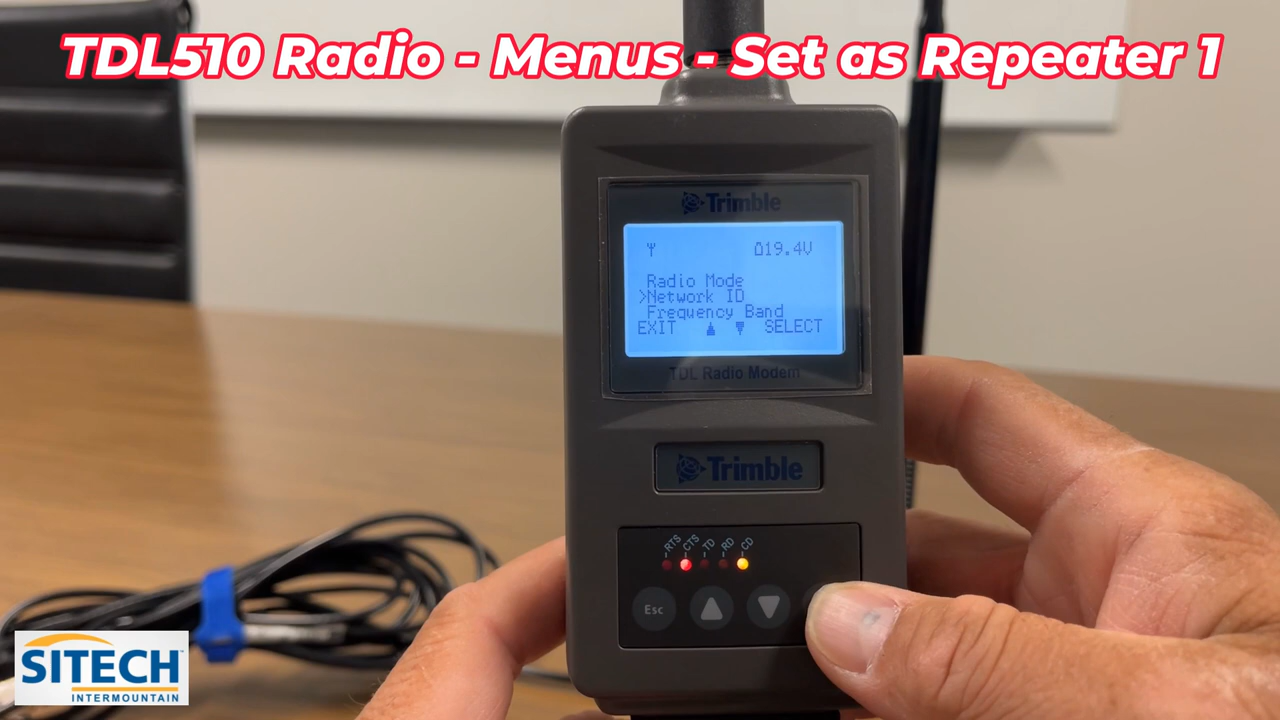 TDL510 Radio - Menus - Set as Repeater 1
Trimble
19.4V
Radio Mode
>Network ID
Frequency Band
EXIT SELECT
TDL Radio Modem
Trimble
RTS CTS TD RD CD
Esc
SITECH
INTERMOUNTAIN